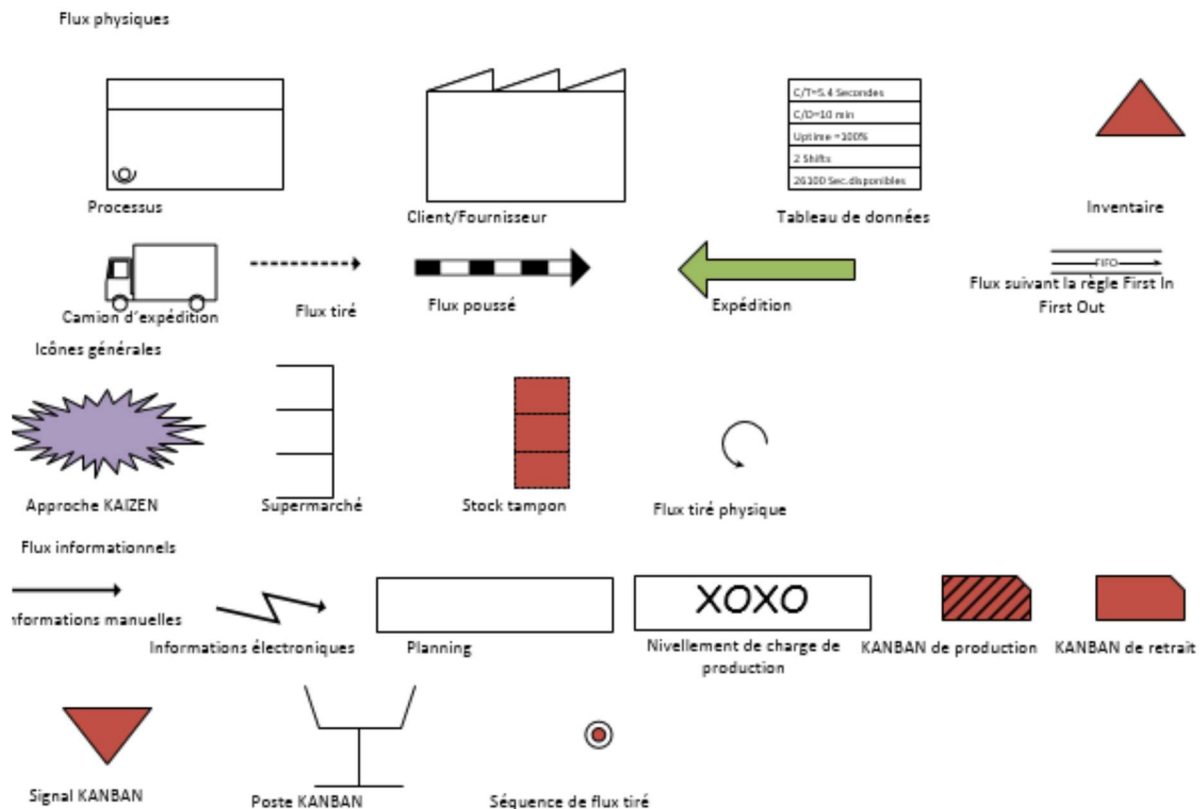 Flux physiques
C/T=5.4 Secondes
C/O=10 min
Uptime =100%
2 Shifts
26100 Sec.disponibles
Processus
Client/Fournisseur
Tableau de données
Inventaire
FIFO
Camion d'expédition
Flux tiré
Flux poussé
Expédition
Flux suivant la règle First In
First Out
Icônes générales
Approche KAIZEN
Supermarché
Stock tampon
Flux tiré physique
Flux informationnels
XOXO
nformations manuelles
Informations électroniques
Planning
Nivellement de charge de
production
KANBAN de production
KANBAN de retrait
Signal KANBAN
Poste KANBAN
Séquence de flux tiré